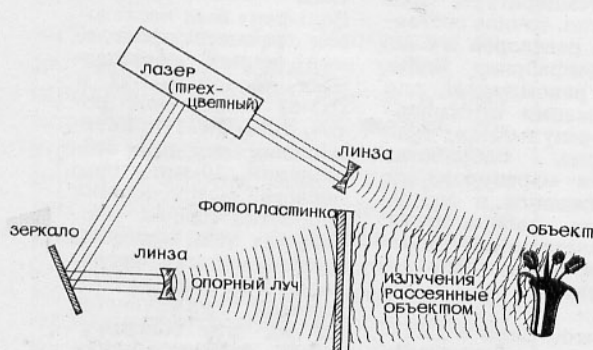 лазер
(трех-
цветный)
линза
фотопластинка
объект
зеркало
линза
опорный луч
излучения
рассеянные
объектом